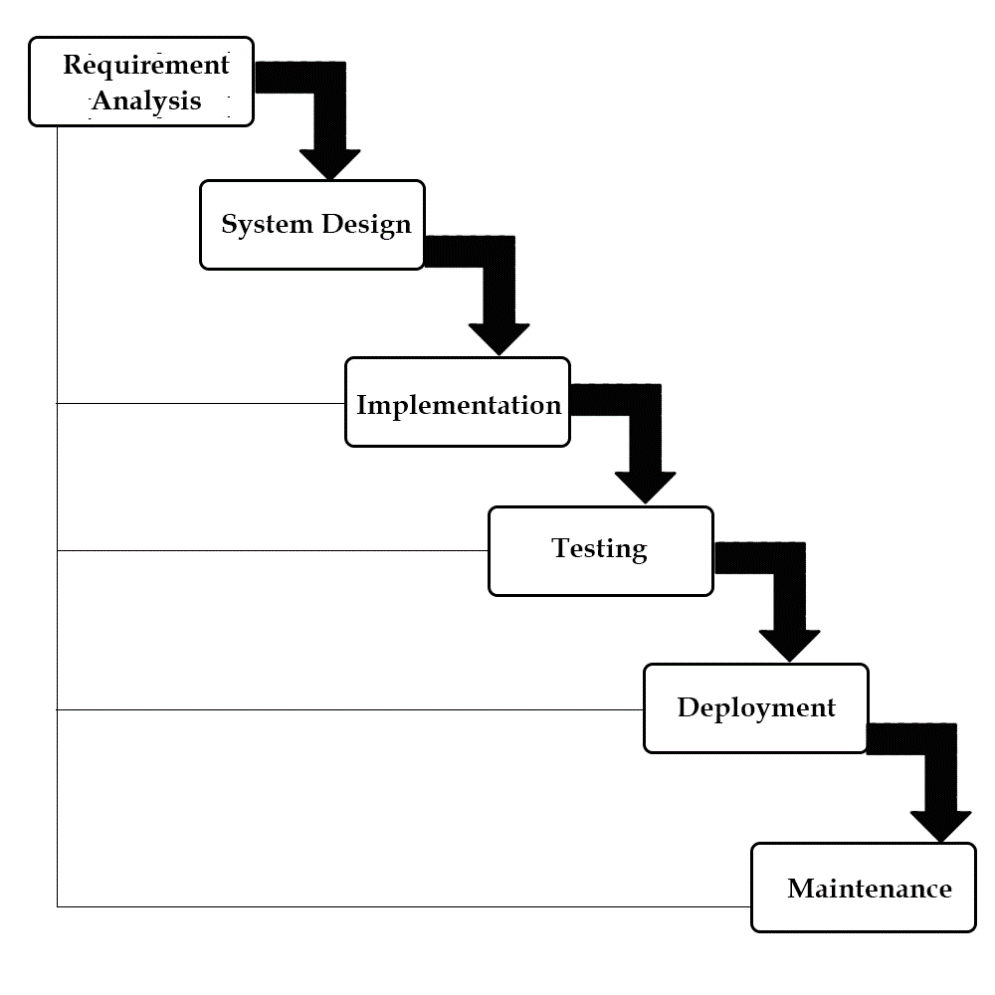 Requirement
Analysis
System Design
Implementation
Testing
Deployment
Maintenance